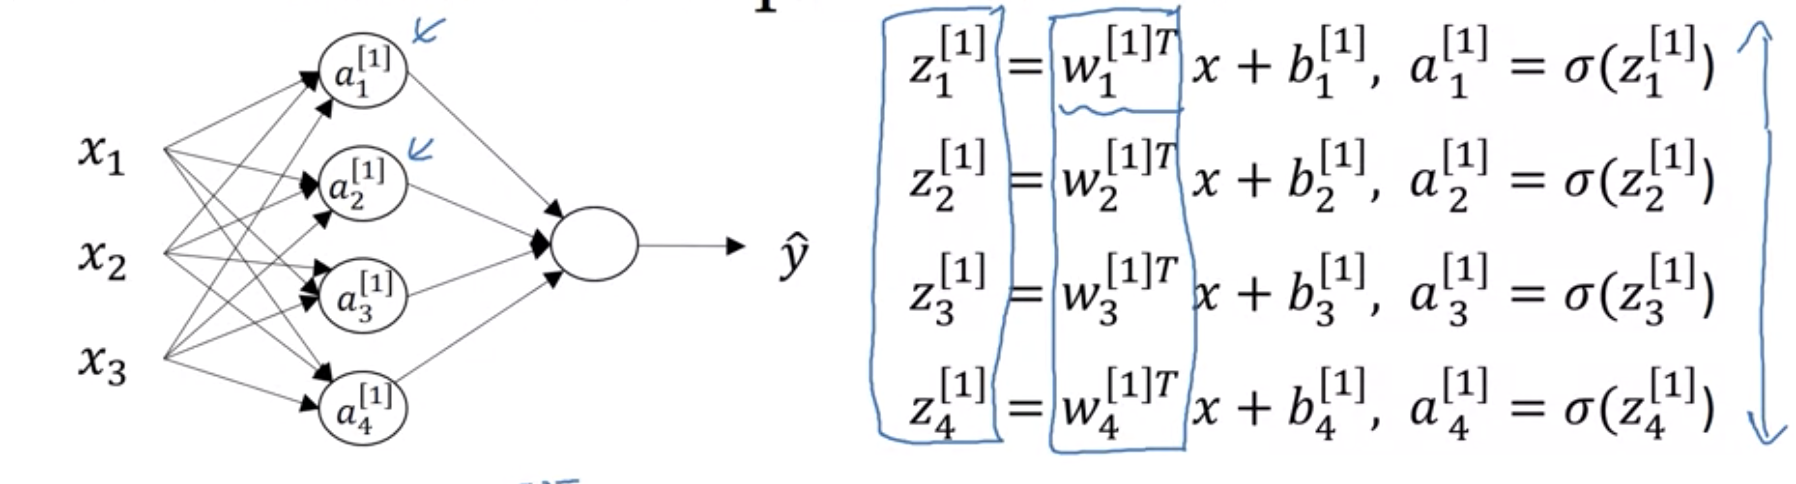 x₁
x₂
x₃
a₁^[1]
a₂^[1]
a₃^[1]
a₄^[1]
ŷ
z₁^[1] = w₁^[1]T x + b₁^[1], a₁^[1] = σ(z₁^[1])
z₂^[1] = w₂^[1]T x + b₂^[1], a₂^[1] = σ(z₂^[1])
z₃^[1] = w₃^[1]T x + b₃^[1], a₃^[1] = σ(z₃^[1])
z₄^[1] = w₄^[1]T x + b₄^[1], a₄^[1] = σ(z₄^[1])